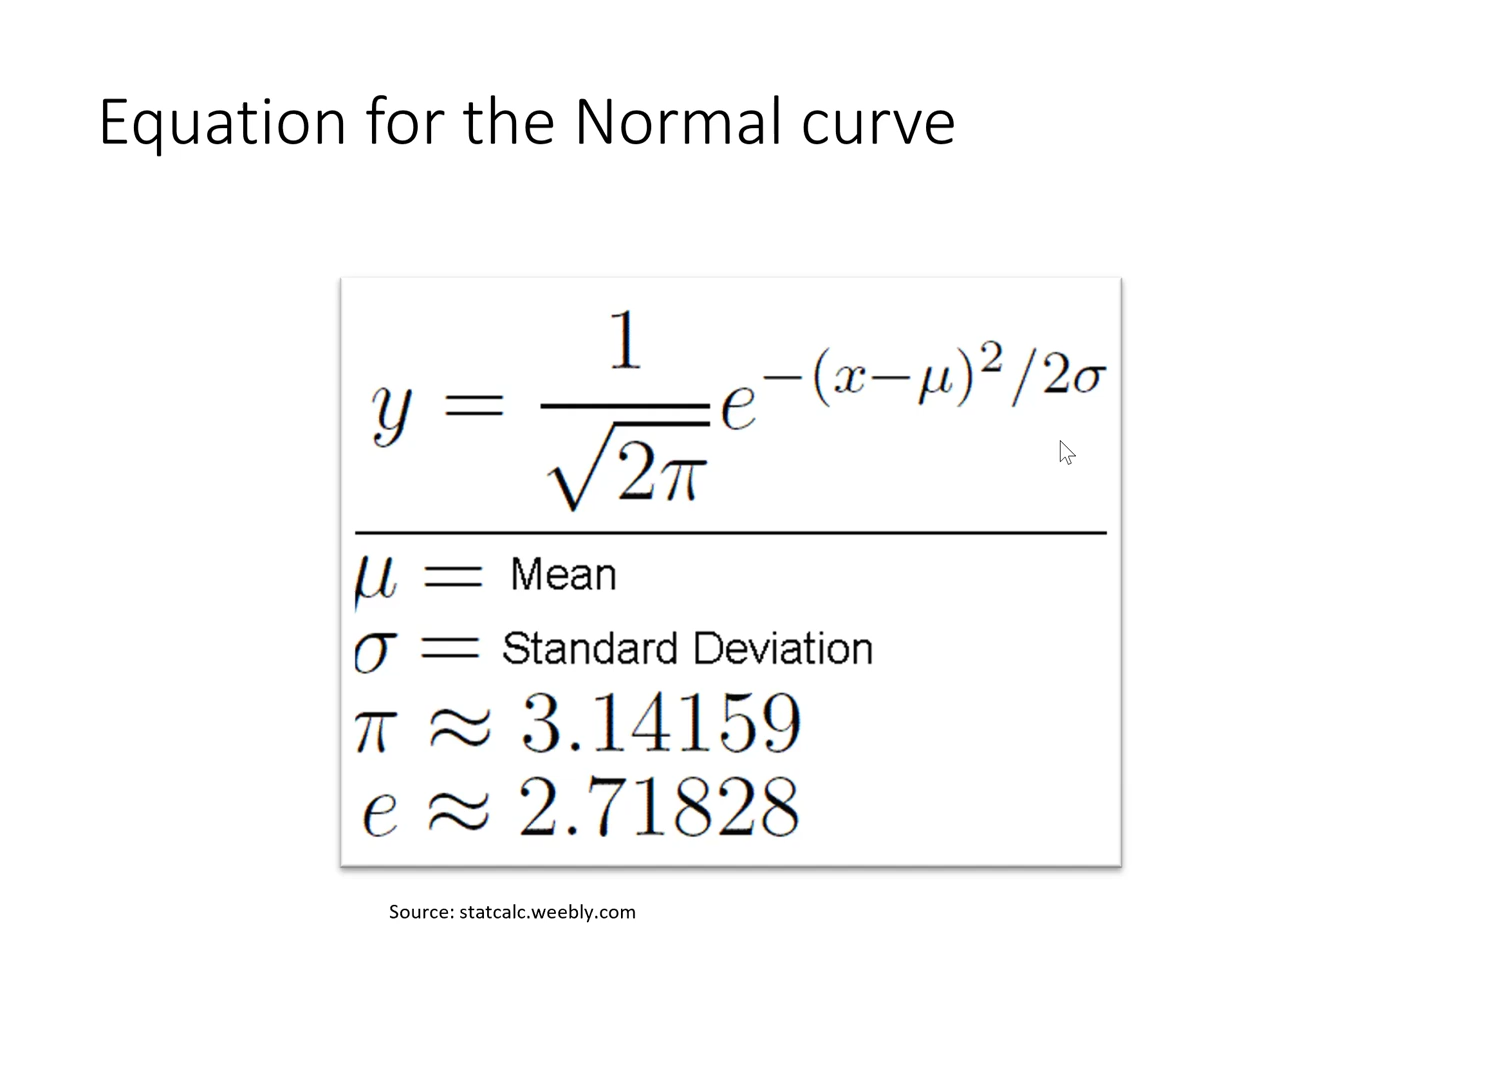 Equation for the Normal curve
y = 1/√2π e^−(x−μ)²/2σ
μ = Mean
σ = Standard Deviation
π ≈ 3.14159
e ≈ 2.71828
Source: statcalc.weebly.com